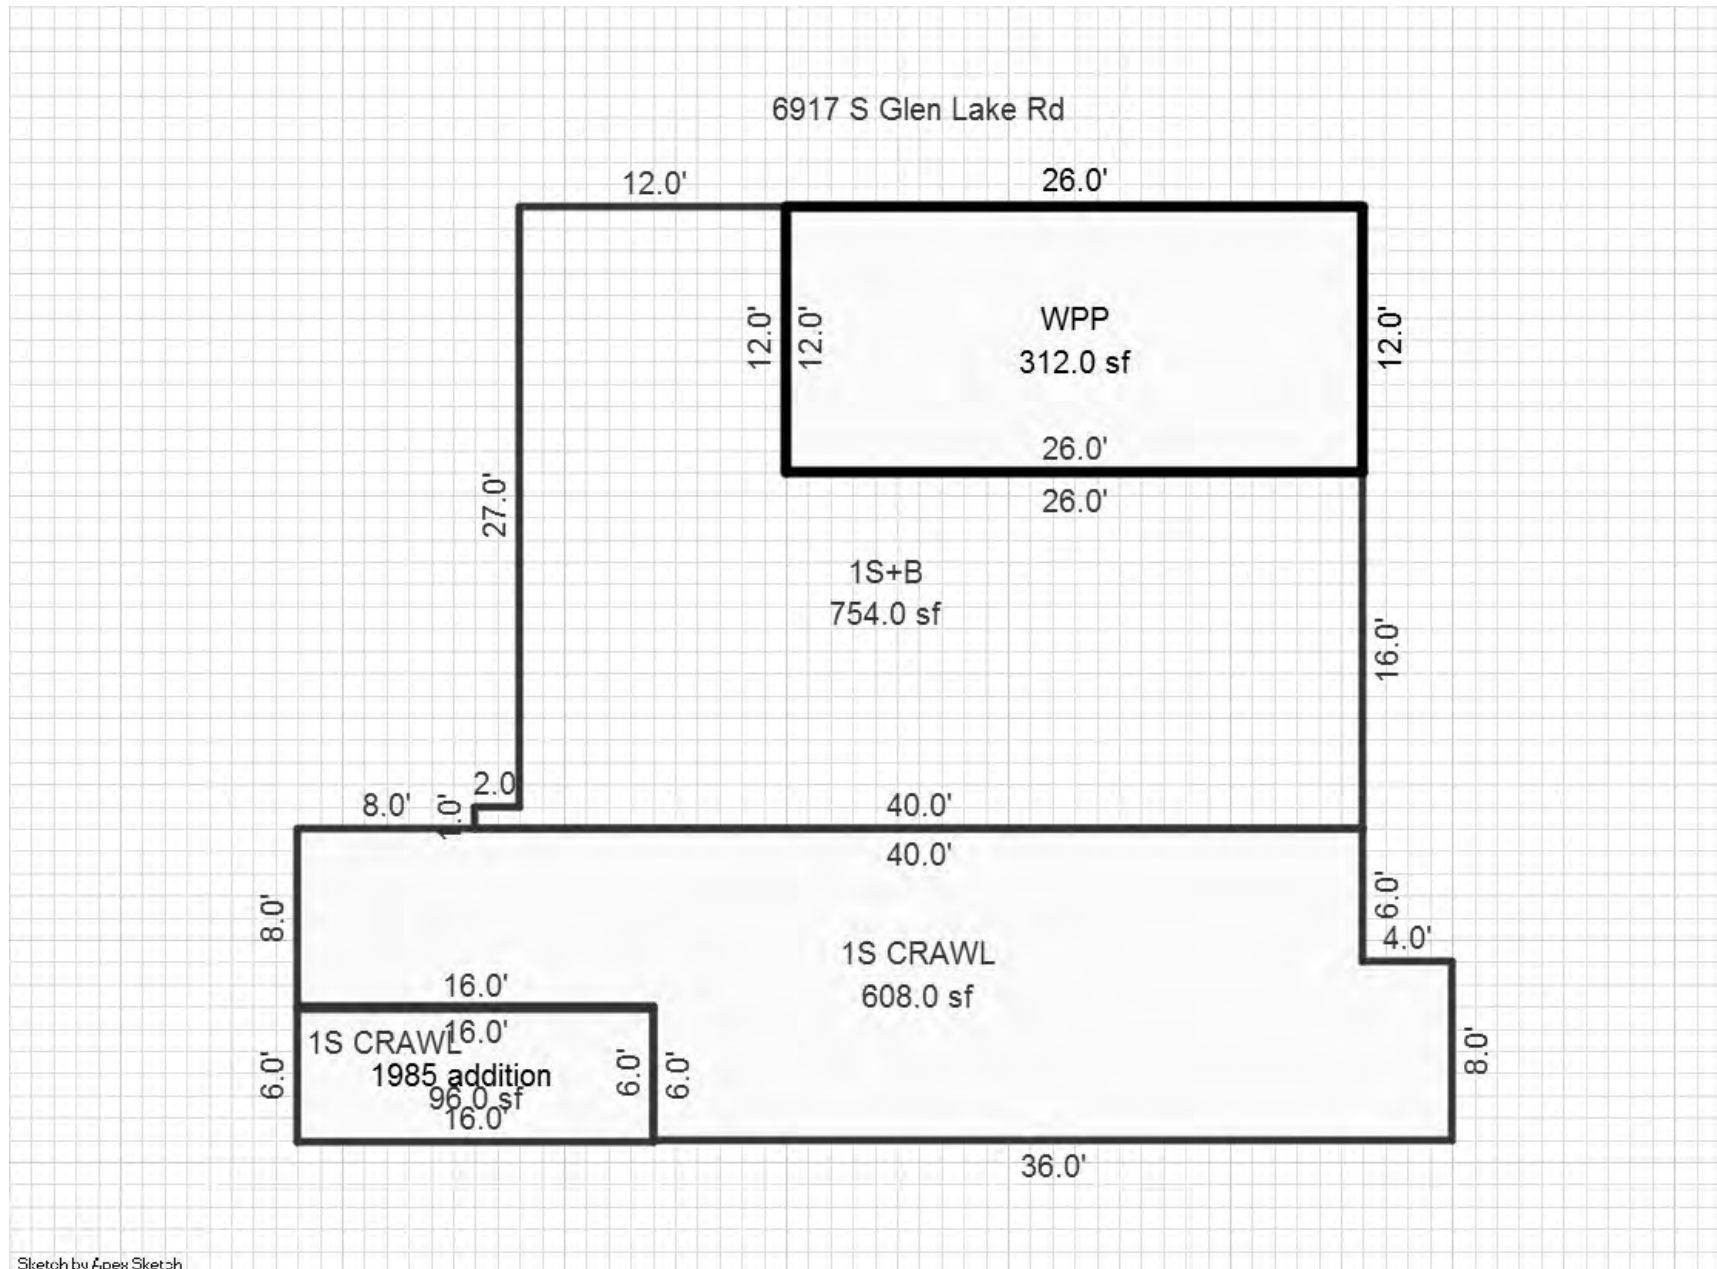 6917 S Glen Lake Rd
12.0'
26.0'
12.0'
12.0'
WPP
312.0 sf
12.0'
26.0'
26.0'
27.0'
1S+B
754.0 sf
16.0'
2.0
8.0'
1.0'
40.0'
40.0'
8.0'
6.0'
4.0'
1S CRAWL
608.0 sf
16.0'
16.0'
1S CRAWL
1985 addition
96.0 sf
16.0'
6.0'
6.0'
6.0'
8.0'
36.0'
Sketch by Apex Sketch